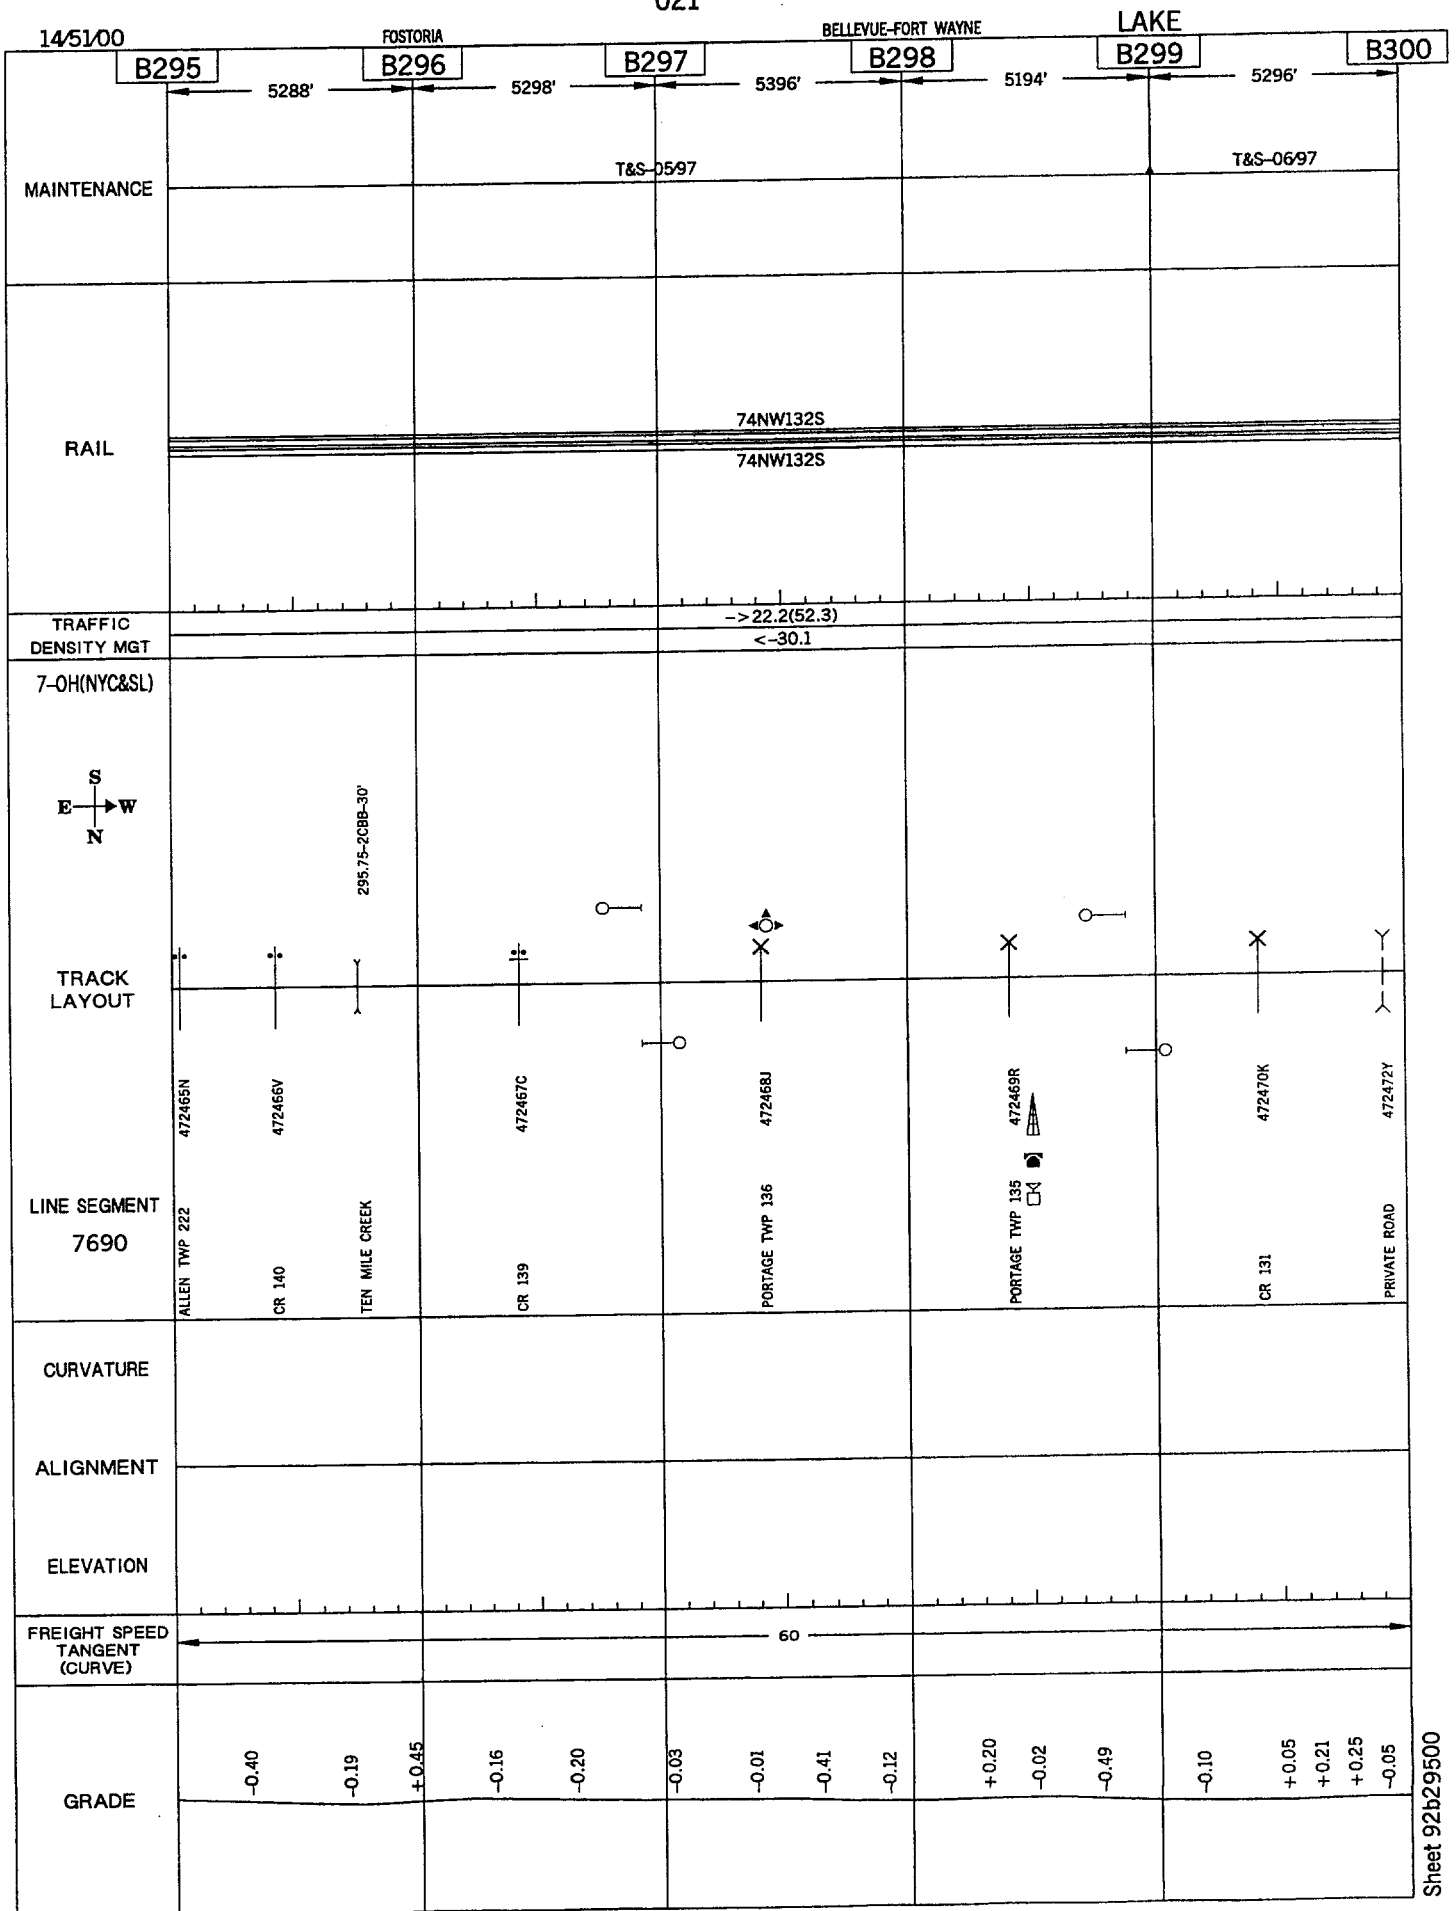 021
14/51/00
FOSTORIA
BELLEVUE-FORT WAYNE
LAKE
B295
B296
B297
B298
B299
B300
5288'
5298'
5396'
5194'
5296'
MAINTENANCE
T&S-05/97
T&S-06/97
RAIL
74NW132S
74NW132S
TRAFFIC
DENSITY MGT
->22.2(52.3)
<-30.1
7-OH(NYC&SL)
S
E
W
N
295.75-2CBB-30'
TRACK
LAYOUT
472465N
472466V
472467C
472468J
472469R
472470K
472472Y
LINE SEGMENT
7690
ALLEN TWP 222
CR 140
TEN MILE CREEK
CR 139
PORTAGE TWP 136
PORTAGE TWP 135
CR 131
PRIVATE ROAD
CURVATURE
ALIGNMENT
ELEVATION
FREIGHT SPEED
TANGENT
(CURVE)
60
GRADE
-0.40
-0.19
+0.45
-0.16
-0.20
-0.03
-0.01
-0.41
-0.12
+0.20
-0.02
-0.49
-0.10
+0.05
+0.21
+0.25
-0.05
Sheet 92b29500